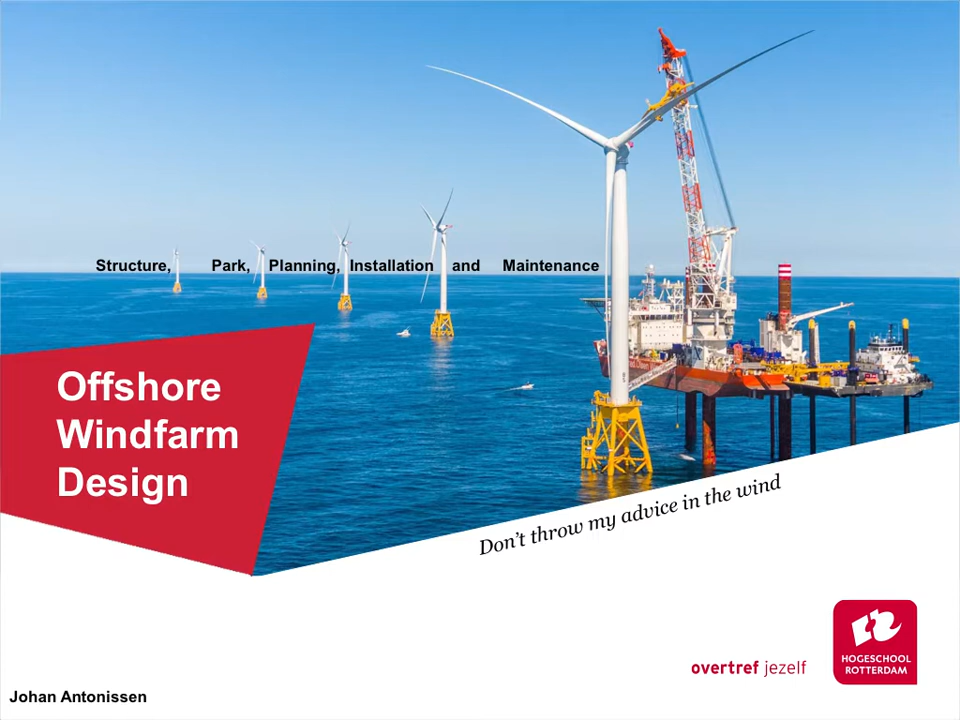 Structure, Park, Planning, Installation and Maintenance
Offshore
Windfarm
Design
Don't throw my advice in the wind
overtref jezelf
HOGESCHOOL
ROTTERDAM
Johan Antonissen